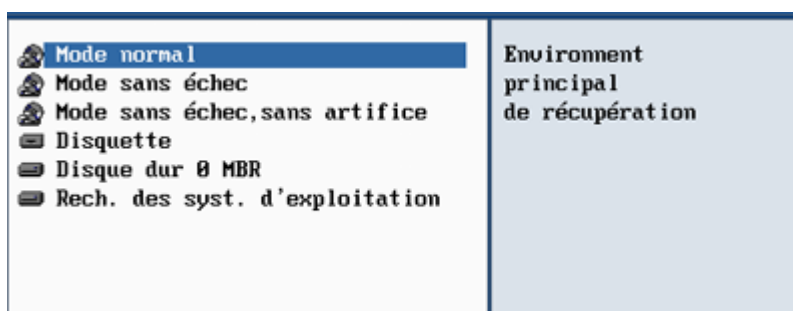 Mode normal
Mode sans échec
Mode sans échec,sans artifice
Disquette
Disque dur 0 MBR
Rech. des syst. d'exploitation
Environnent
principal
de récupération